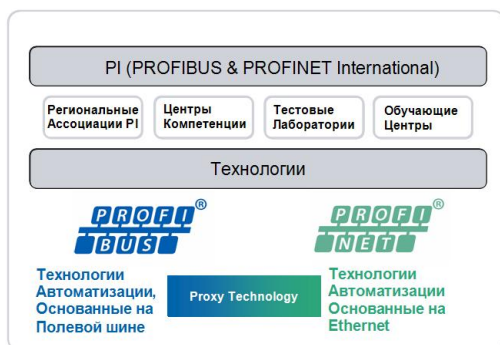 PI (PROFIBUS & PROFINET International)
Региональные
Ассоциации PI
Центры
Компетенции
Тестовые
Лаборатории
Обучающие
Центры
Технологии
PROFI®
BUS
PROFI®
NET
Технологии
Автоматизации,
Основанные на
Полевой шине
Proxy Technology
Технологии
Автоматизации
Основанные на
Ethernet